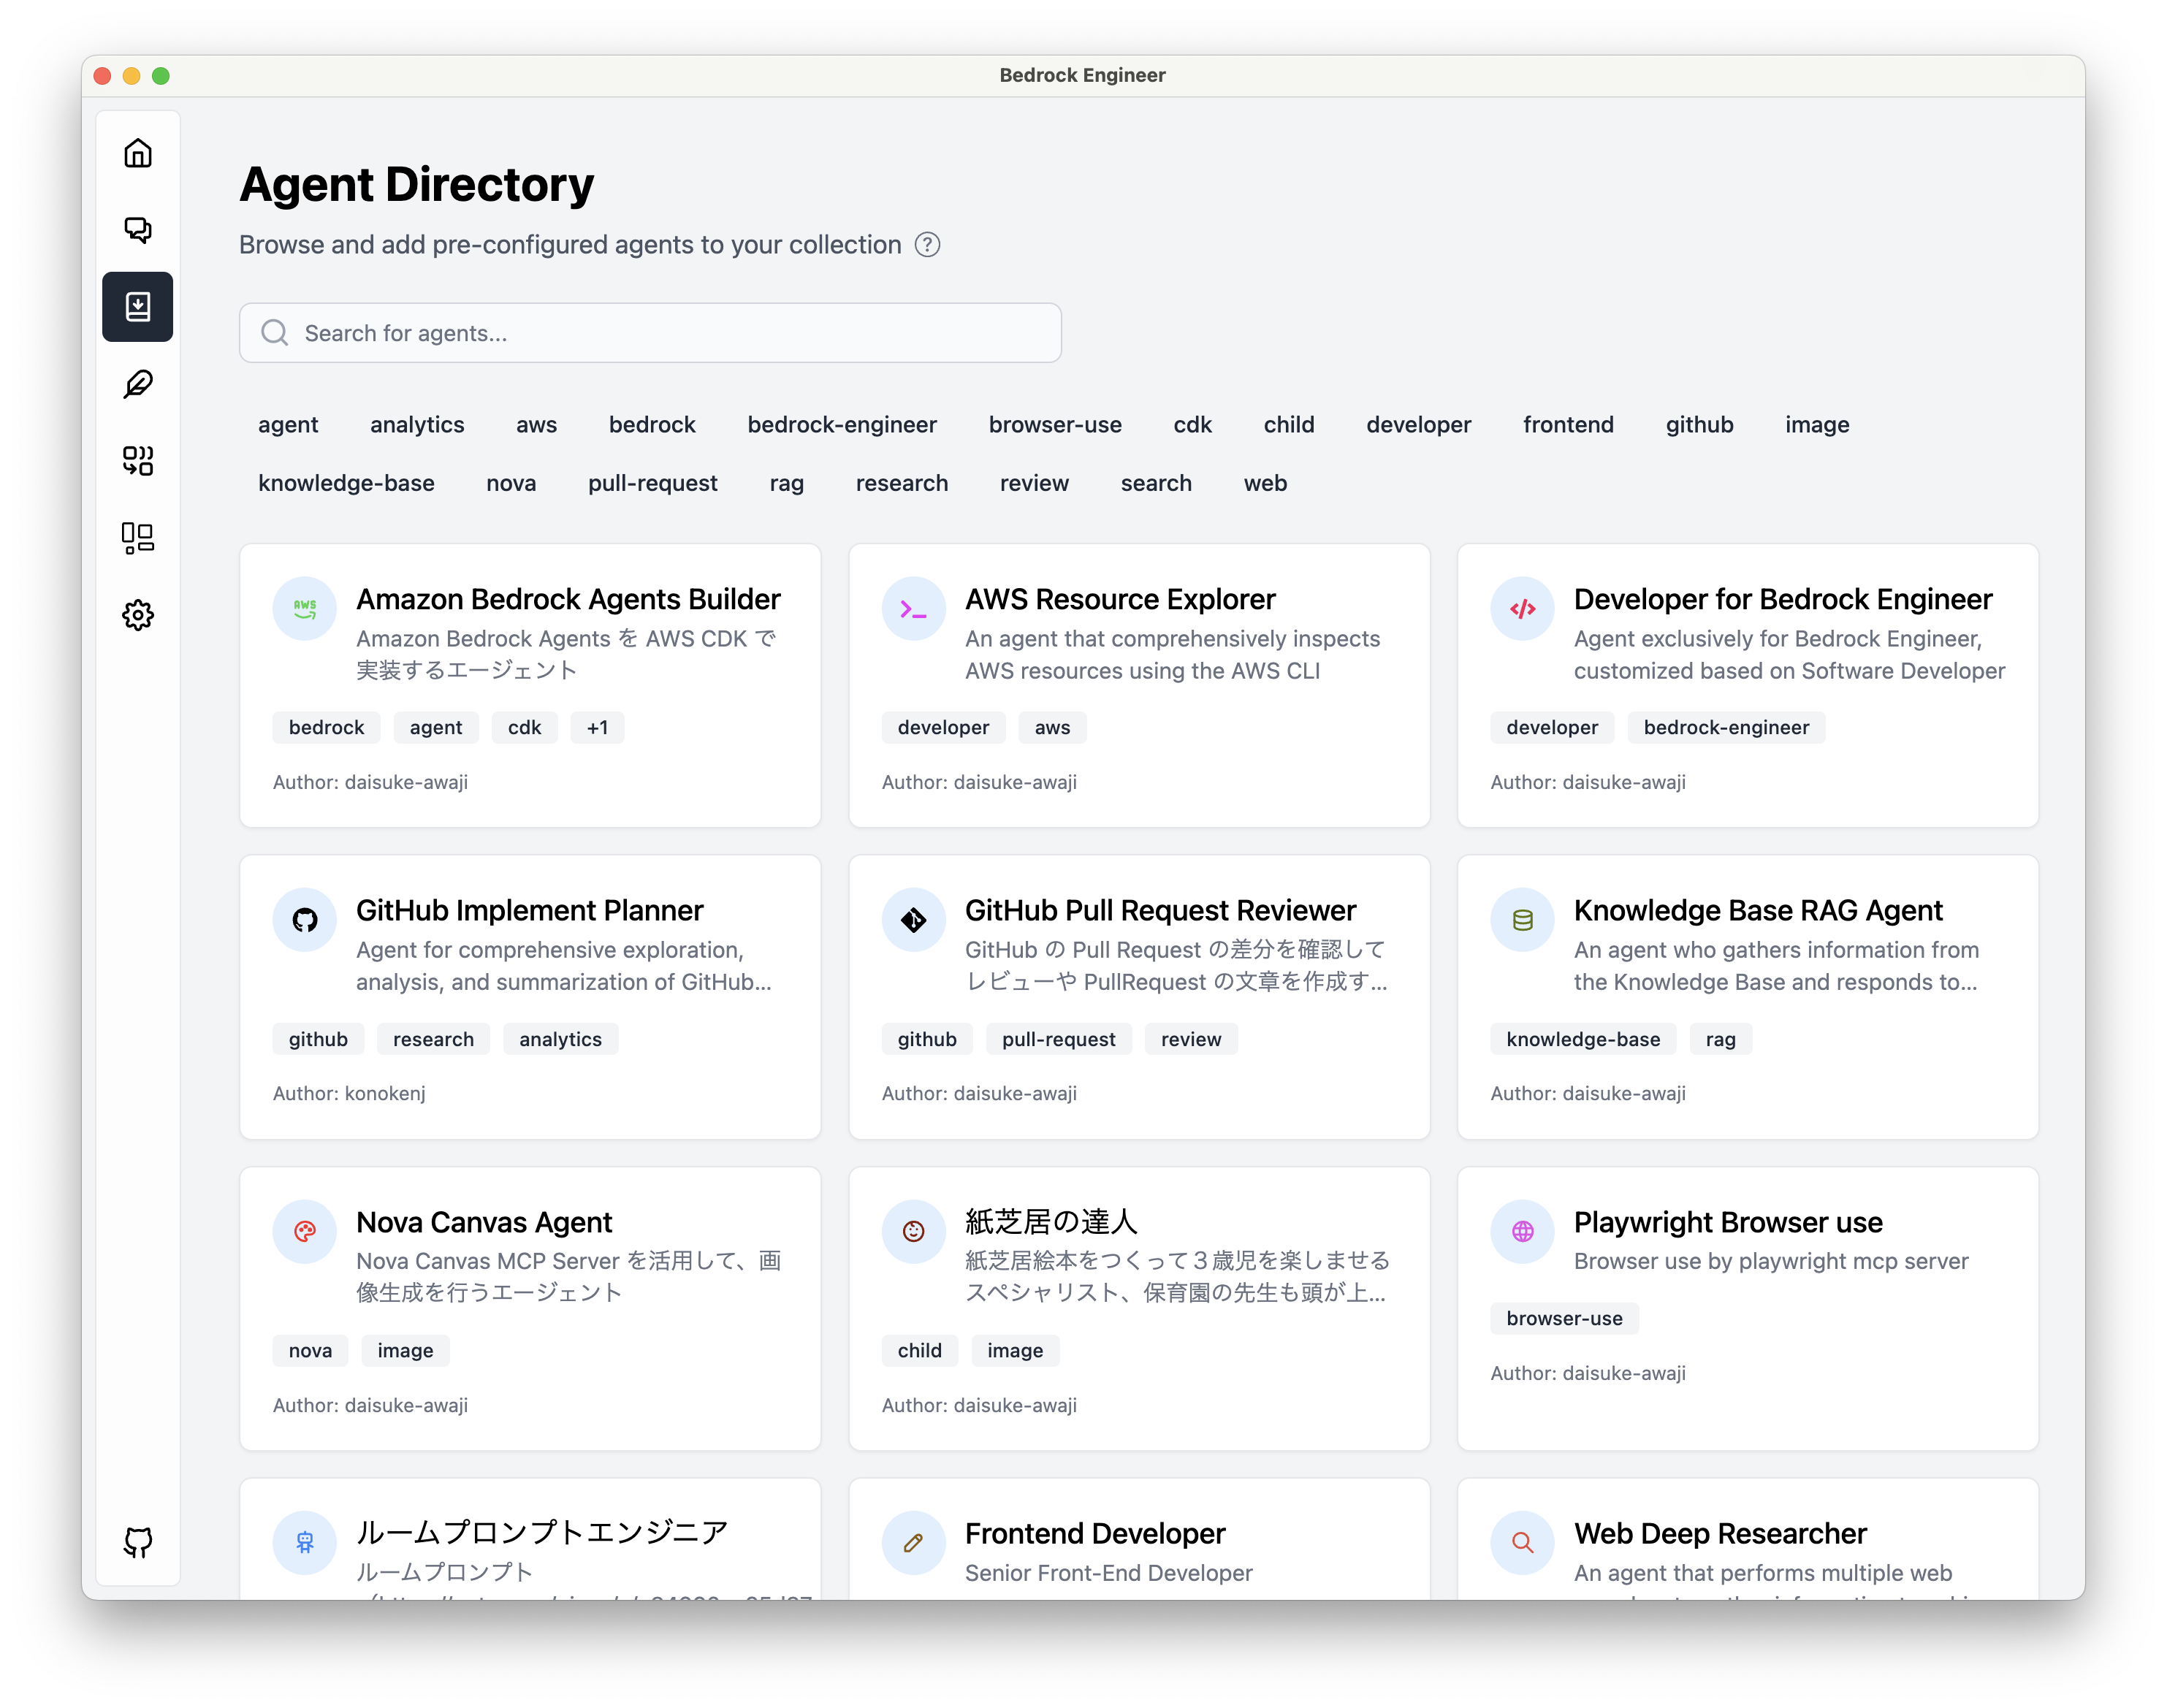 Bedrock Engineer
Agent Directory
Browse and add pre-configured agents to your collection ?
Search for agents...
agent analytics aws bedrock bedrock-engineer browser-use cdk child developer frontend github image
knowledge-base nova pull-request rag research review search web
AWS
Amazon Bedrock Agents Builder
Amazon Bedrock Agents を AWS CDK で
実装するエージェント
bedrock agent cdk +1
Author: daisuke-awaji
AWS Resource Explorer
An agent that comprehensively inspects
AWS resources using the AWS CLI
developer aws
Author: daisuke-awaji
Developer for Bedrock Engineer
Agent exclusively for Bedrock Engineer,
customized based on Software Developer
developer bedrock-engineer
Author: daisuke-awaji
GitHub Implement Planner
Agent for comprehensive exploration,
analysis, and summarization of GitHub...
github research analytics
Author: konokenj
GitHub Pull Request Reviewer
GitHub の Pull Request の差分を確認して
レビューや PullRequest の文章を作成す...
github pull-request review
Author: daisuke-awaji
Knowledge Base RAG Agent
An agent who gathers information from
the Knowledge Base and responds to...
knowledge-base rag
Author: daisuke-awaji
Nova Canvas Agent
Nova Canvas MCP Server を活用して、画
像生成を行うエージェント
nova image
Author: daisuke-awaji
紙芝居の達人
紙芝居絵本をつくって３歳児を楽しませる
スペシャリスト、保育園の先生も頭が上...
child image
Author: daisuke-awaji
Playwright Browser use
Browser use by playwright mcp server
browser-use
Author: daisuke-awaji
ルームプロンプトエンジニア
ルームプロンプト
Frontend Developer
Senior Front-End Developer
Web Deep Researcher
An agent that performs multiple web